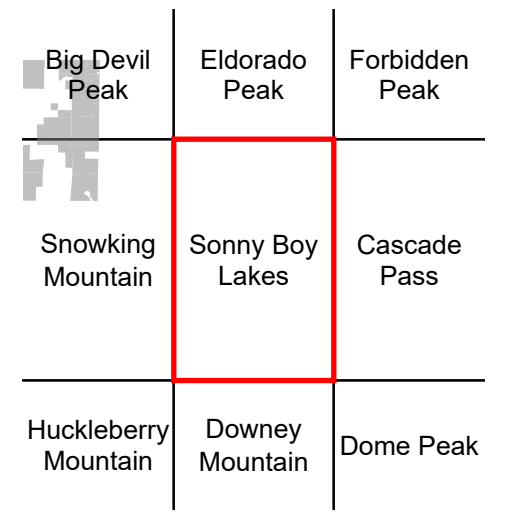 Big Devil
Peak
Eldorado
Peak
Forbidden
Peak
Snowking
Mountain
Sonny Boy
Lakes
Cascade
Pass
Huckleberry
Mountain
Downey
Mountain
Dome Peak